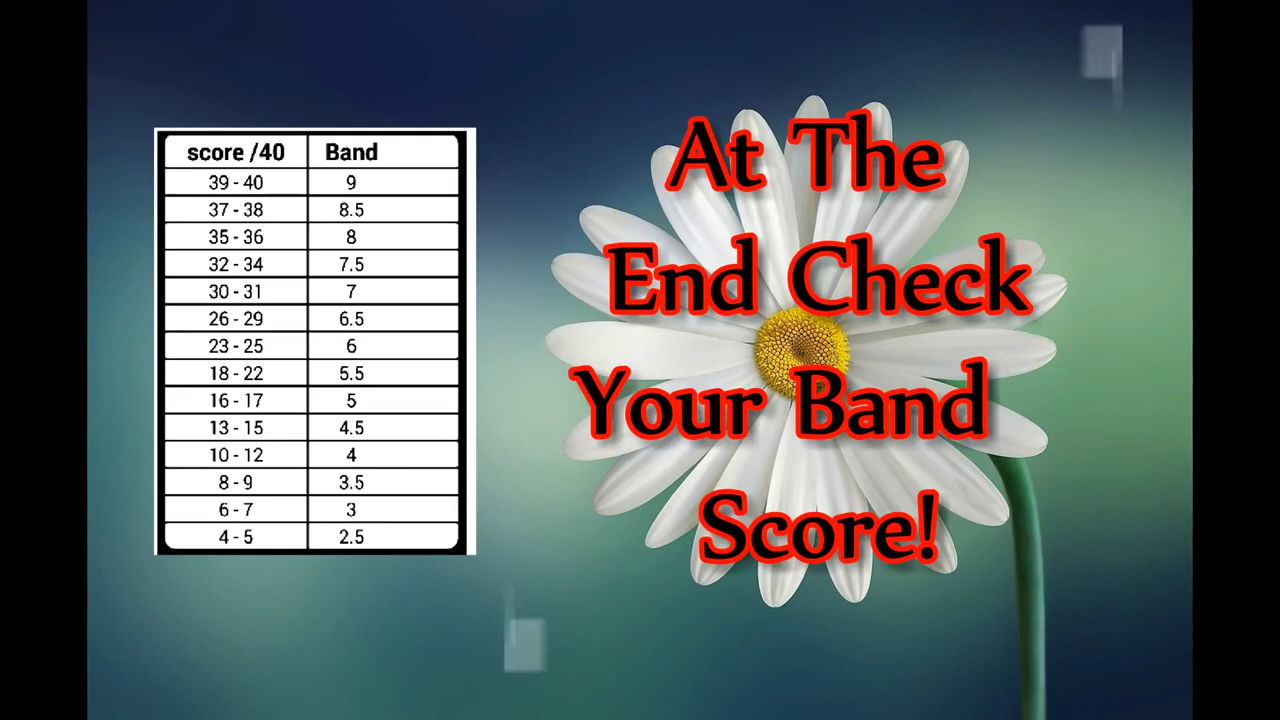 score /40 Band
39 - 40 9
37 - 38 8.5
35 - 36 8
32 - 34 7.5
30 - 31 7
26 - 29 6.5
23 - 25 6
18 - 22 5.5
16 - 17 5
13 - 15 4.5
10 - 12 4
8 - 9 3.5
6 - 7 3
4 - 5 2.5
At The
End Check
Your Band
Score!